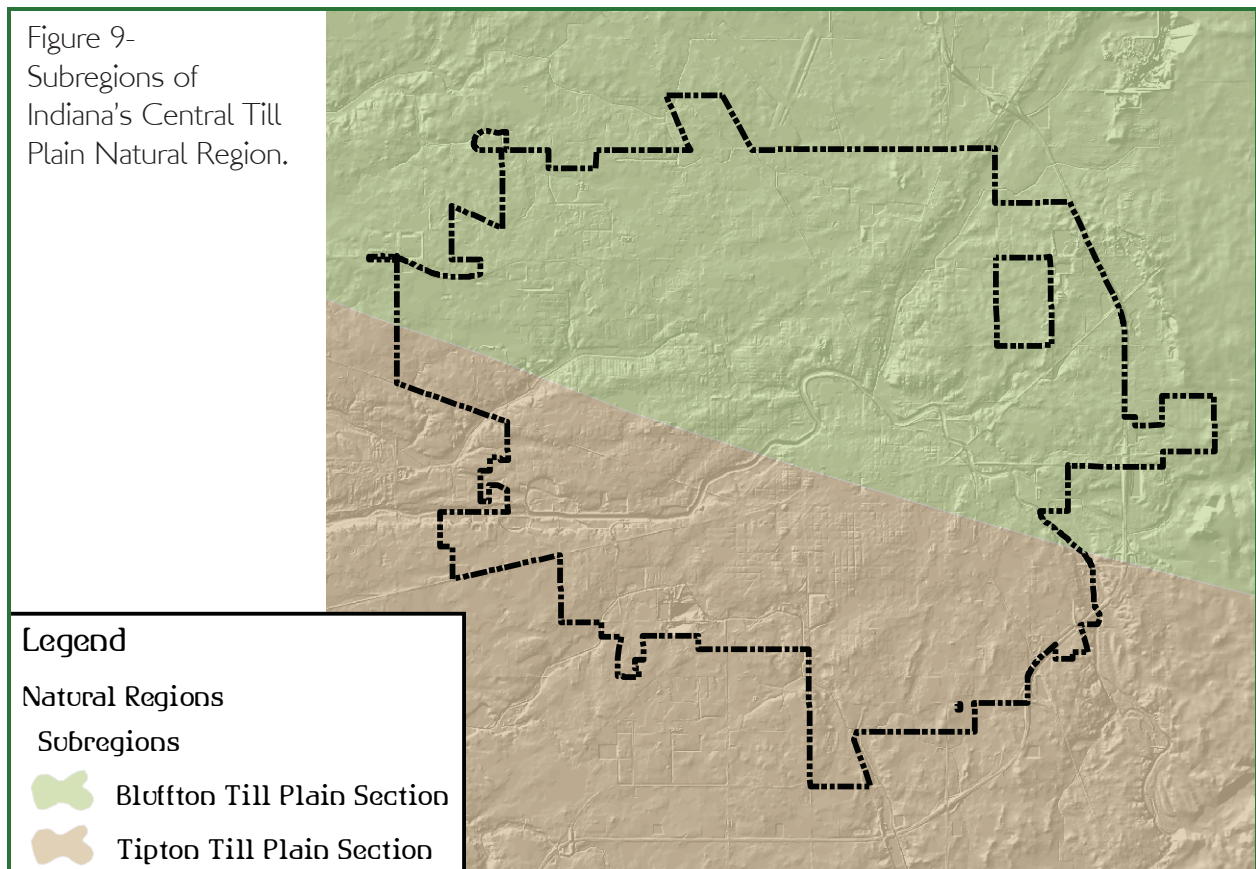 Figure 9-
Subregions of
Indiana's Central Till
Plain Natural Region.
Legend
Natural Regions
Subregions
Bluffton Till Plain Section
Tipton Till Plain Section